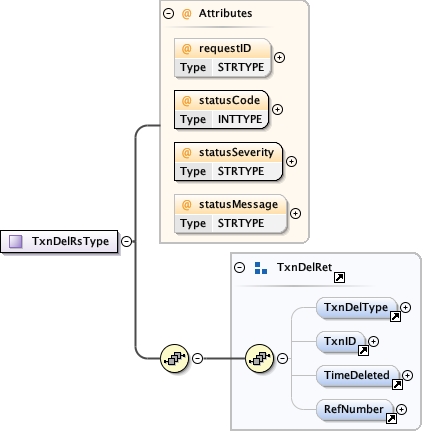 @ Attributes
@ requestID
Type STRTYPE
@ statusCode
Type INTTYPE
@ statusSeverity
Type STRTYPE
@ statusMessage
Type STRTYPE
TxnDelRsType
TxnDelRet
TxnDelType
TxnID
TimeDeleted
RefNumber